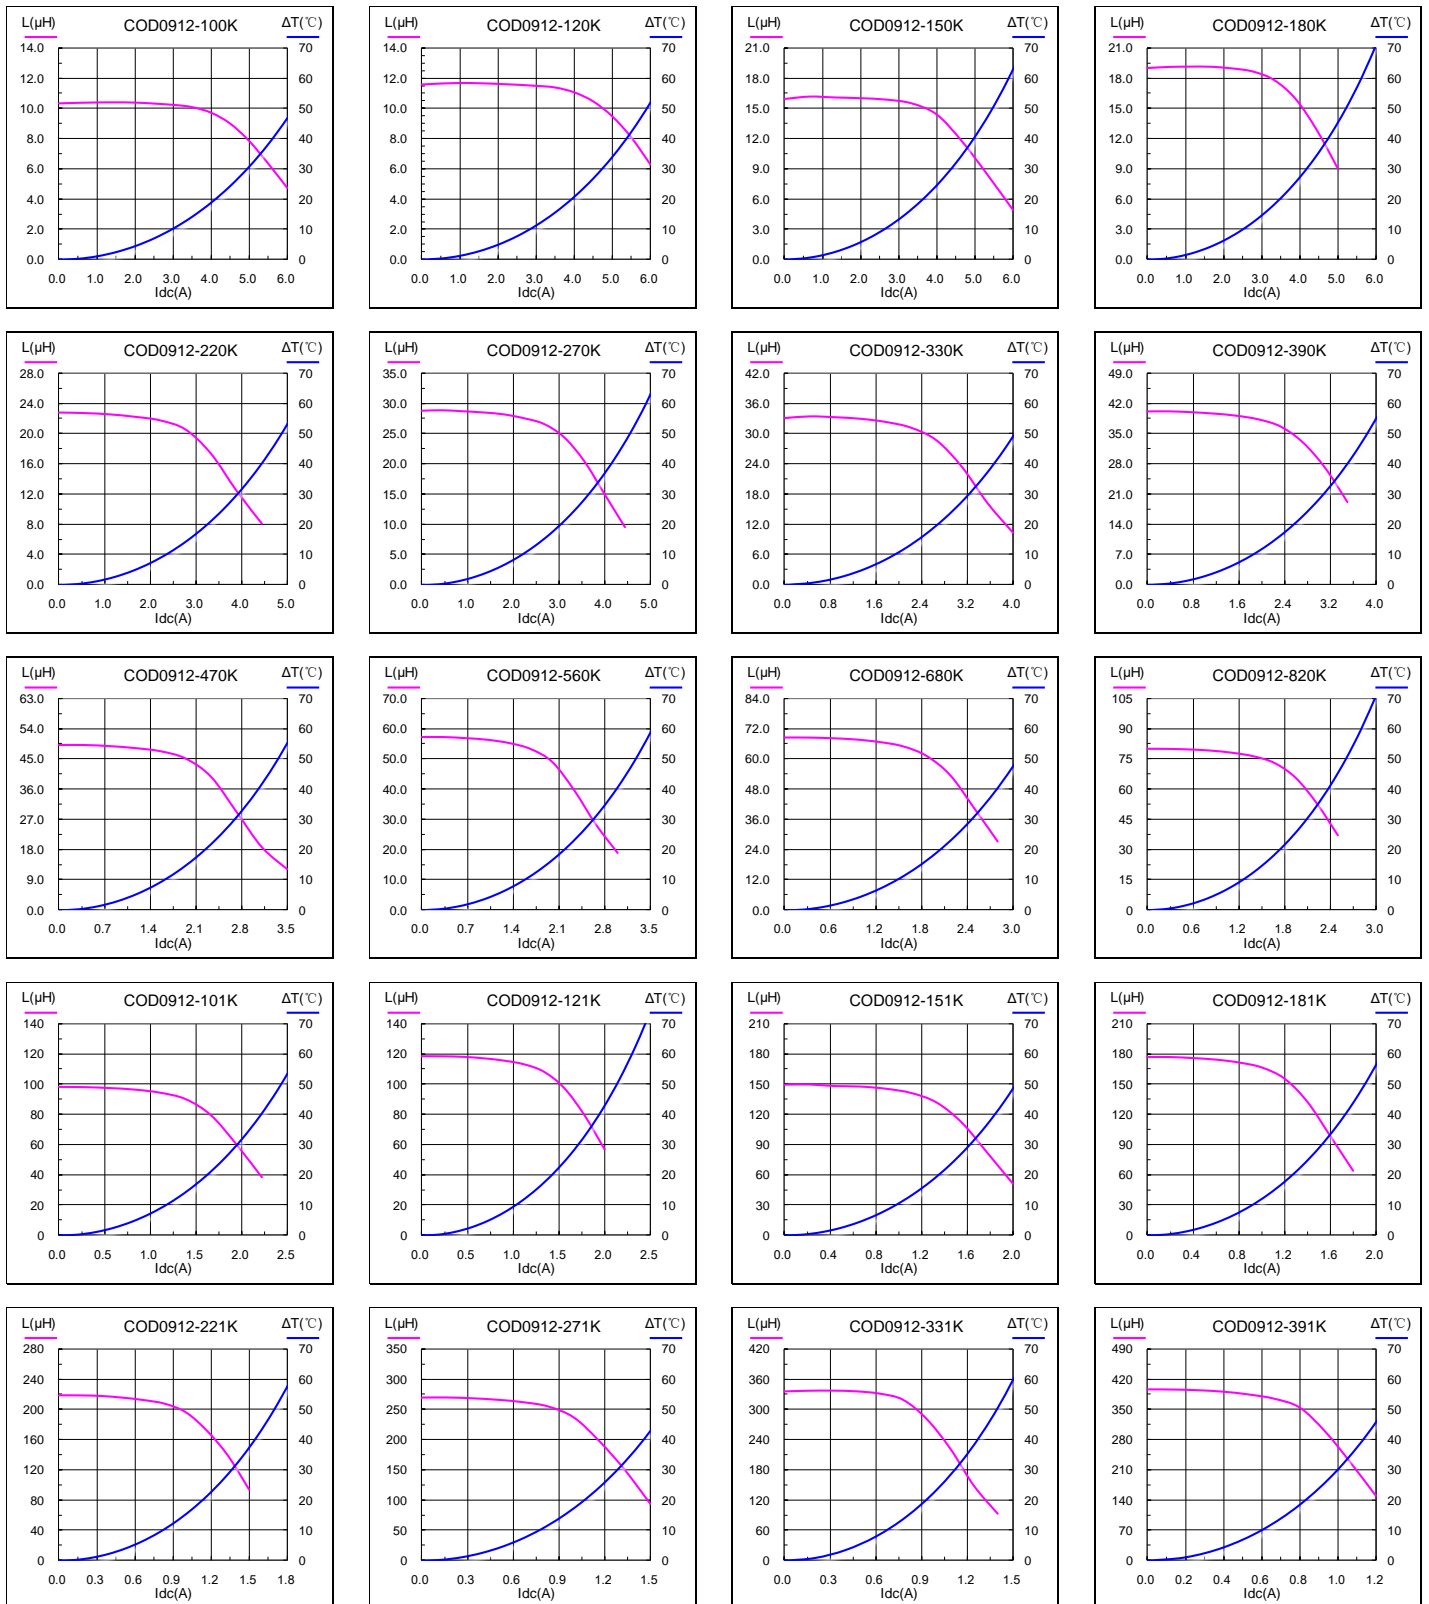 L(μH) COD0912-100K ΔT(℃)
14.0 12.0 10.0 8.0 6.0 4.0 2.0 0.0
70 60 50 40 30 20 10 0
0.0 1.0 2.0 3.0 4.0 5.0 6.0
Idc(A)
L(μH) COD0912-120K ΔT(℃)
14.0 12.0 10.0 8.0 6.0 4.0 2.0 0.0
70 60 50 40 30 20 10 0
0.0 1.0 2.0 3.0 4.0 5.0 6.0
Idc(A)
L(μH) COD0912-150K ΔT(℃)
21.0 18.0 15.0 12.0 9.0 6.0 3.0 0.0
70 60 50 40 30 20 10 0
0.0 1.0 2.0 3.0 4.0 5.0 6.0
Idc(A)
L(μH) COD0912-180K ΔT(℃)
21.0 18.0 15.0 12.0 9.0 6.0 3.0 0.0
70 60 50 40 30 20 10 0
0.0 1.0 2.0 3.0 4.0 5.0 6.0
Idc(A)
L(μH) COD0912-220K ΔT(℃)
28.0 24.0 20.0 16.0 12.0 8.0 4.0 0.0
70 60 50 40 30 20 10 0
0.0 1.0 2.0 3.0 4.0 5.0
Idc(A)
L(μH) COD0912-270K ΔT(℃)
35.0 30.0 25.0 20.0 15.0 10.0 5.0 0.0
70 60 50 40 30 20 10 0
0.0 1.0 2.0 3.0 4.0 5.0
Idc(A)
L(μH) COD0912-330K ΔT(℃)
42.0 36.0 30.0 24.0 18.0 12.0 6.0 0.0
70 60 50 40 30 20 10 0
0.0 0.8 1.6 2.4 3.2 4.0
Idc(A)
L(μH) COD0912-390K ΔT(℃)
49.0 42.0 35.0 28.0 21.0 14.0 7.0 0.0
70 60 50 40 30 20 10 0
0.0 0.8 1.6 2.4 3.2 4.0
Idc(A)
L(μH) COD0912-470K ΔT(℃)
63.0 54.0 45.0 36.0 27.0 18.0 9.0 0.0
70 60 50 40 30 20 10 0
0.0 0.7 1.4 2.1 2.8 3.5
Idc(A)
L(μH) COD0912-560K ΔT(℃)
70.0 60.0 50.0 40.0 30.0 20.0 10.0 0.0
70 60 50 40 30 20 10 0
0.0 0.7 1.4 2.1 2.8 3.5
Idc(A)
L(μH) COD0912-680K ΔT(℃)
84.0 72.0 60.0 48.0 36.0 24.0 12.0 0.0
70 60 50 40 30 20 10 0
0.0 0.6 1.2 1.8 2.4 3.0
Idc(A)
L(μH) COD0912-820K ΔT(℃)
105 90 75 60 45 30 15 0
70 60 50 40 30 20 10 0
0.0 0.6 1.2 1.8 2.4 3.0
Idc(A)
L(μH) COD0912-101K ΔT(℃)
140 120 100 80 60 40 20 0
70 60 50 40 30 20 10 0
0.0 0.5 1.0 1.5 2.0 2.5
Idc(A)
L(μH) COD0912-121K ΔT(℃)
140 120 100 80 60 40 20 0
70 60 50 40 30 20 10 0
0.0 0.5 1.0 1.5 2.0 2.5
Idc(A)
L(μH) COD0912-151K ΔT(℃)
210 180 150 120 90 60 30 0
70 60 50 40 30 20 10 0
0.0 0.4 0.8 1.2 1.6 2.0
Idc(A)
L(μH) COD0912-181K ΔT(℃)
210 180 150 120 90 60 30 0
70 60 50 40 30 20 10 0
0.0 0.4 0.8 1.2 1.6 2.0
Idc(A)
L(μH) COD0912-221K ΔT(℃)
280 240 200 160 120 80 40 0
70 60 50 40 30 20 10 0
0.0 0.3 0.6 0.9 1.2 1.5 1.8
Idc(A)
L(μH) COD0912-271K ΔT(℃)
350 300 250 200 150 100 50 0
70 60 50 40 30 20 10 0
0.0 0.3 0.6 0.9 1.2 1.5
Idc(A)
L(μH) COD0912-331K ΔT(℃)
420 360 300 240 180 120 60 0
70 60 50 40 30 20 10 0
0.0 0.3 0.6 0.9 1.2 1.5
Idc(A)
L(μH) COD0912-391K ΔT(℃)
490 420 350 280 210 140 70 0
70 60 50 40 30 20 10 0
0.0 0.2 0.4 0.6 0.8 1.0 1.2
Idc(A)